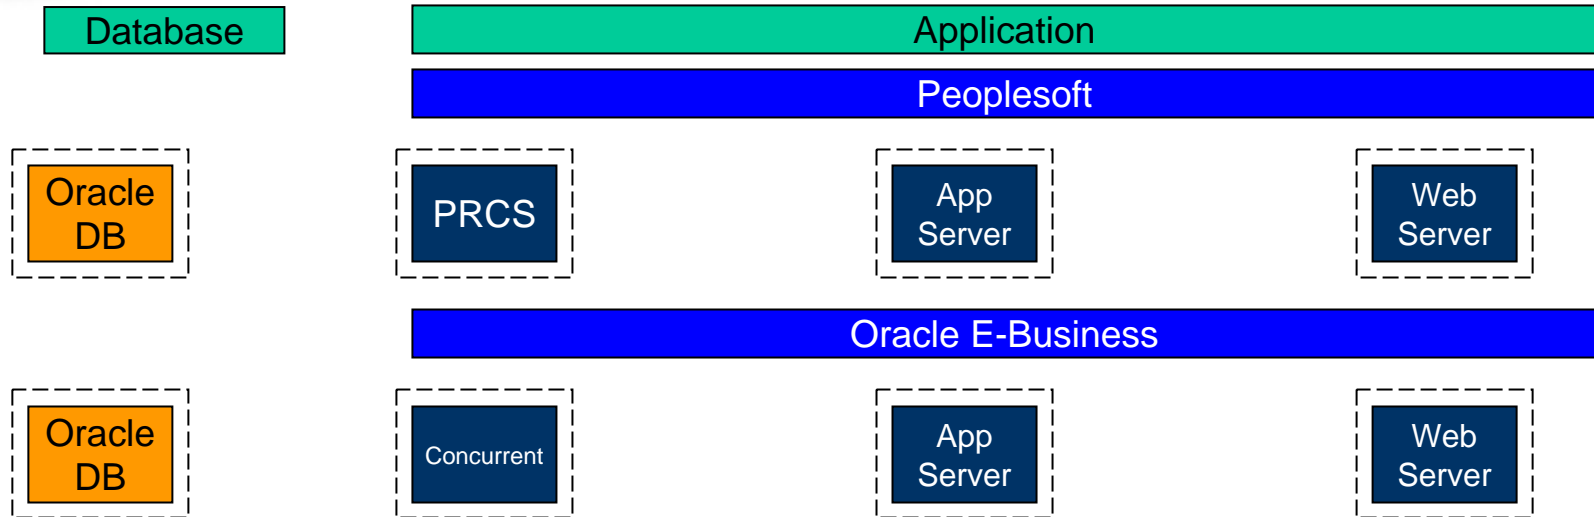 Database
Application
Peoplesoft
Oracle
DB
PRCS
App
Server
Web
Server
Oracle E-Business
Oracle
DB
Concurrent
App
Server
Web
Server